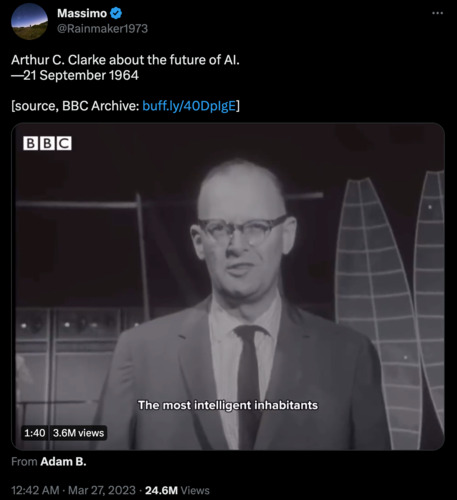 Massimo
@Rainmaker1973
Arthur C. Clarke about the future of AI.
—21 September 1964
[source, BBC Archive: buff.ly/40DpIgE]
BBC
The most intelligent inhabitants
1:40 3.6M views
From Adam B.
12:42 AM · Mar 27, 2023 · 24.6M Views